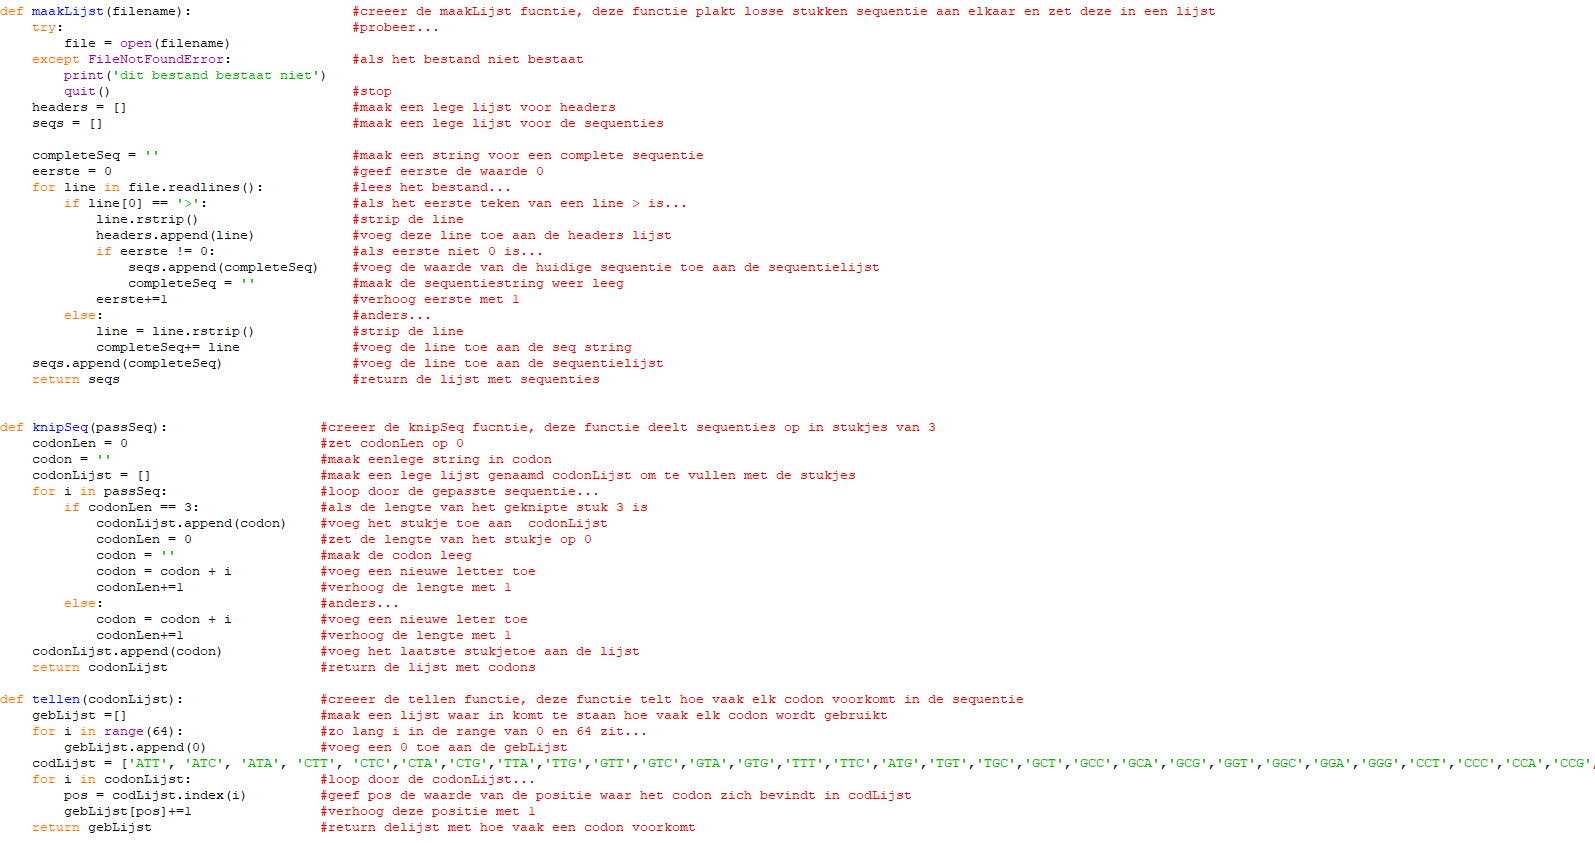 def maakLijst(filename): #creeer de maakLijst fucntie, deze functie plakt losse stukken sequentie aan elkaar en zet deze in een lijst
    try: #probeer...
        file = open(filename)
    except FileNotFoundError: #als het bestand niet bestaat
        print('dit bestand bestaat niet')
        quit() #stop
    headers = [] #maak een lege lijst voor headers
    seqs = [] #maak een lege lijst voor de sequenties
    completeSeq = '' #maak een string voor een complete sequentie
    eerste = 0 #geef eerste de waarde 0
    for line in file.readlines(): #lees het bestand...
        if line[0] == '>': #als het eerste teken van een line > is...
            line.rstrip() #strip de line
            headers.append(line) #voeg deze line toe aan de headers lijst
            if eerste != 0: #als eerste niet 0 is...
                seqs.append(completeSeq) #voeg de waarde van de huidige sequentie toe aan de sequentielijst
                completeSeq = '' #maak de sequentiestring weer leeg
            eerste+=1 #verhoog eerste met 1
        else: #anders...
            line = line.rstrip() #strip de line
            completeSeq+= line #voeg de line toe aan de seq string
    seqs.append(completeSeq) #voeg de line toe aan de sequentielijst
    return seqs #return de lijst met sequenties
def knipSeq(passSeq): #creeer de knipSeq fucntie, deze functie deelt sequenties op in stukjes van 3
    codonLen = 0 #zet codonLen op 0
    codon = '' #maak eenlege string in codon
    codonLijst = [] #maak een lege lijst genaamd codonLijst om te vullen met de stukjes
    for i in passSeq: #loop door de gepasste sequentie...
        if codonLen == 3: #als de lengte van het geknipte stuk 3 is
            codonLijst.append(codon) #voeg het stukje toe aan  codonLijst
            codonLen = 0 #zet de lengte van het stukje op 0
            codon = '' #maak de codon leeg
            codon = codon + i #voeg een nieuwe letter toe
            codonLen+=1 #verhoog de lengte met 1
        else: #anders...
            codon = codon + i #voeg een nieuwe leter toe
            codonLen+=1 #verhoog de lengte met 1
    codonLijst.append(codon) #voeg het laatste stukjetoe aan de lijst
    return codonLijst #return de lijst met codons
def tellen(codonLijst): #creeer de tellen functie, deze functie telt hoe vaak elk codon voorkomt in de sequentie
    gebLijst =[] #maak een lijst waar in komt te staan hoe vaak elk codon wordt gebruikt
    for i in range(64): #zo lang i in de range van 0 en 64 zit...
        gebLijst.append(0) #voeg een 0 toe aan de gebLijst
    codLijst = ['ATT', 'ATC', 'ATA', 'CTT', 'CTC','CTA','CTG','TTA','TTG','GTT','GTC','GTA','GTG','TTT','TTC','ATG','TGT','TGC','GCT','GCC','GCA','GCG','GGT','GGC','GGA','GGG','CCT','CCC','CCA','CCG',
    for i in codonLijst: #loop door de codonLijst...
        pos = codLijst.index(i) #geef pos de waarde van de positie waar het codon zich bevindt in codLijst
        gebLijst[pos]+=1 #verhoog deze positie met 1
    return gebLijst #return delijst met hoe vaak een codon voorkomt